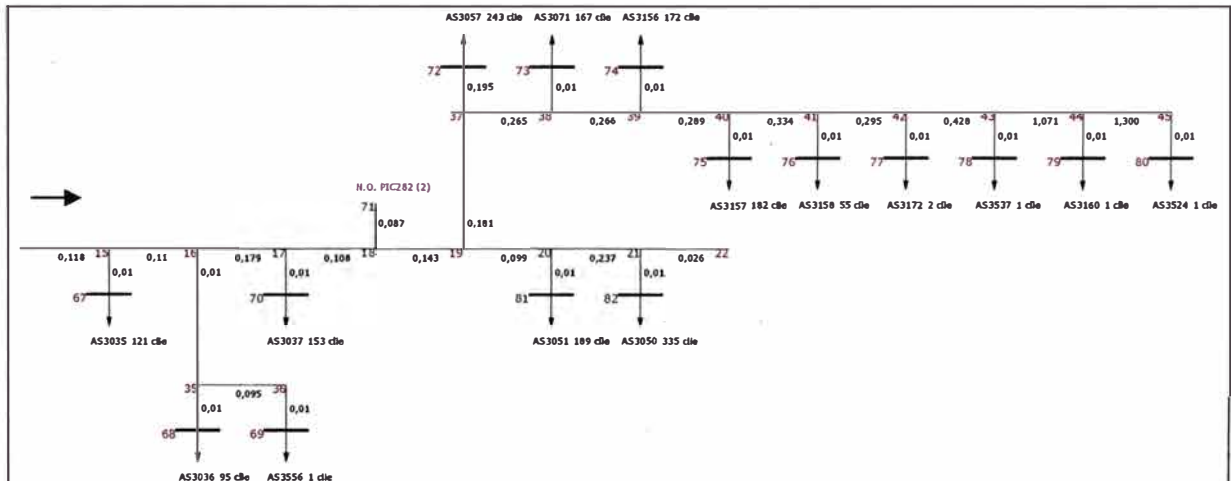 AS3057 243 clie AS3071 167 clie AS3156 172 clie
72 73 74
0,195 0,01 0,01
37 0,265 38 0,266 39 0,289 40 0,334 41 0,295 42 0,428 43 1,071 44 1,300 45
0,01 0,01 0,01 0,01 0,01 0,01
75 76 77 78 79 80
N.O. PIC282 (2)
71
AS3157 182 clie AS3158 55 clie AS3172 2 clie AS3537 1 clie AS3160 1 clie AS3524 1 clie
0,087 0,181
0,118 15 0,11 16 0,179 17 0,108 18 0,143 19 0,099 20 0,237 21 0,026 22
0,01 0,01 0,01 0,01 0,01
67 70 81 82
AS3035 121 clie AS3037 153 clie AS3051 189 clie AS3050 335 clie
35 0,095 36
0,01 0,01
68 69
AS3036 95 clie AS3556 1 clie